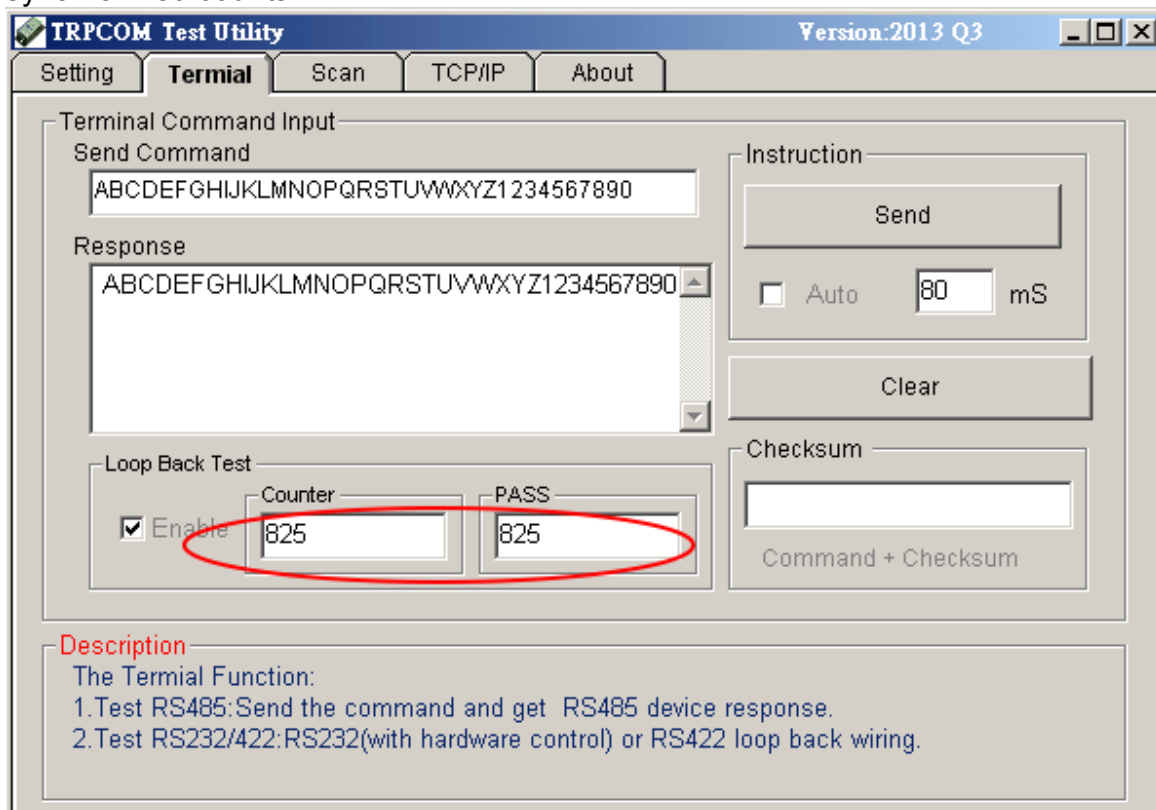 TRPCOM Test Utility Version:2013 Q3
Setting Termial Scan TCP/IP About
Terminal Command Input
Send Command
ABCDEFGHIJKLMNOPQRSTUVWXYZ1234567890
Response
ABCDEFGHIJKLMNOPQRSTUVWXYZ1234567890
Instruction
Send
Auto 80 mS
Clear
Loop Back Test
Enable
Counter
825
PASS
825
Checksum
Command + Checksum
Description
The Termial Function:
1.Test RS485:Send the command and get RS485 device response.
2.Test RS232/422:RS232(with hardware control) or RS422 loop back wiring.